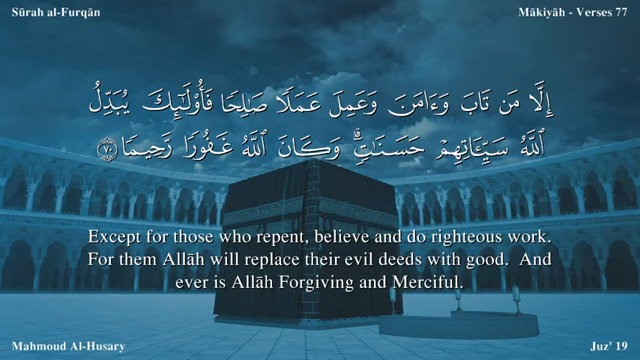 Sūrah al-Furqān
Mākiyāh - Verses 77
إِلَّا مَن تَابَ وَءَامَنَ وَعَمِلَ عَمَلًا صَـٰلِحًا فَأُو۟لَـٰٓئِكَ يُبَدِّلُ
ٱللَّهُ سَيِّـَٔاتِهِمْ حَسَنَـٰتٍ ۗ وَكَانَ ٱللَّهُ غَفُورًا رَّحِيمًا ۝٧٠
Except for those who repent, believe and do righteous work.
For them Allāh will replace their evil deeds with good.  And
ever is Allāh Forgiving and Merciful.
Mahmoud Al-Husary
Juz' 19